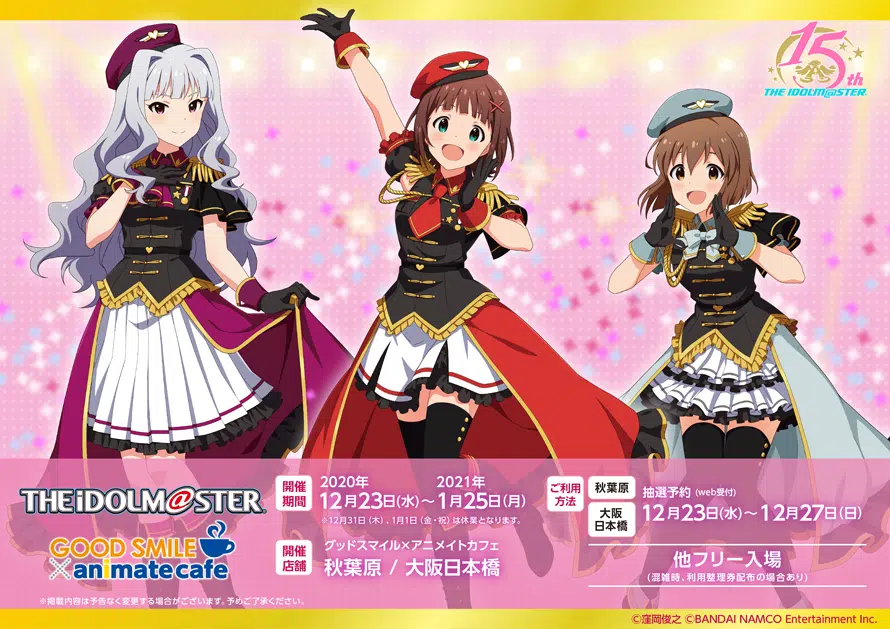 15th
THE IDOLM@STER
THE iDOLM@STER
GOOD SMILE
×animatecafe
開催
期間
2020年
12月23日(水)～
2021年
1月25日(月)
※12月31日(木)、1月1日(金・祝)は休業となります。
開催
店舗
グッドスマイル×アニメイトカフェ
秋葉原 / 大阪日本橋
ご利用
方法
秋葉原
大阪
日本橋
抽選予約 (web受付)
12月23日(水)～12月27日(日)
他フリー入場
(混雑時、利用整理券配布の場合あり)
※掲載内容は予告なく変更する場合がございます。予めご了承ください。
©窪岡俊之 ©BANDAI NAMCO Entertainment Inc.